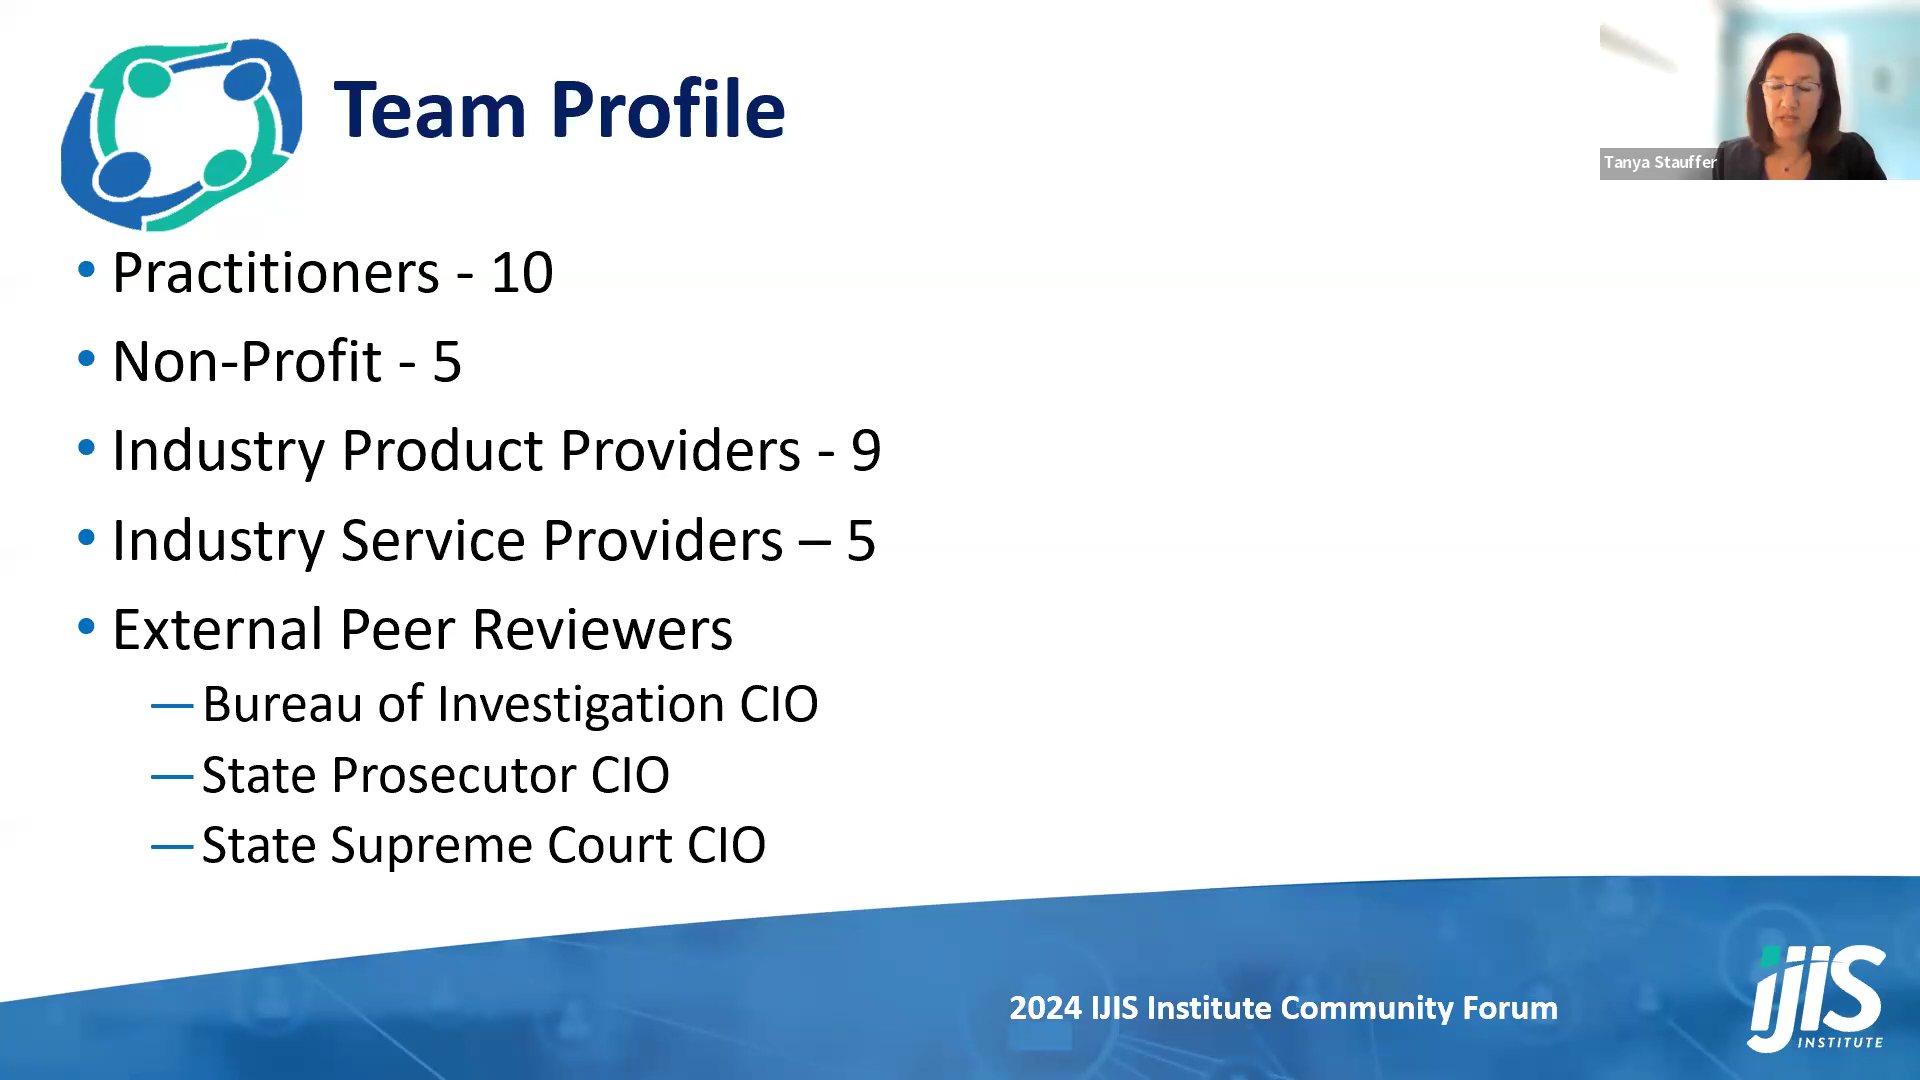 Team Profile
Tanya Stauffer
• Practitioners - 10
• Non-Profit - 5
• Industry Product Providers - 9
• Industry Service Providers – 5
• External Peer Reviewers
— Bureau of Investigation CIO
— State Prosecutor CIO
— State Supreme Court CIO
2024 IJIS Institute Community Forum
IJIS
INSTITUTE